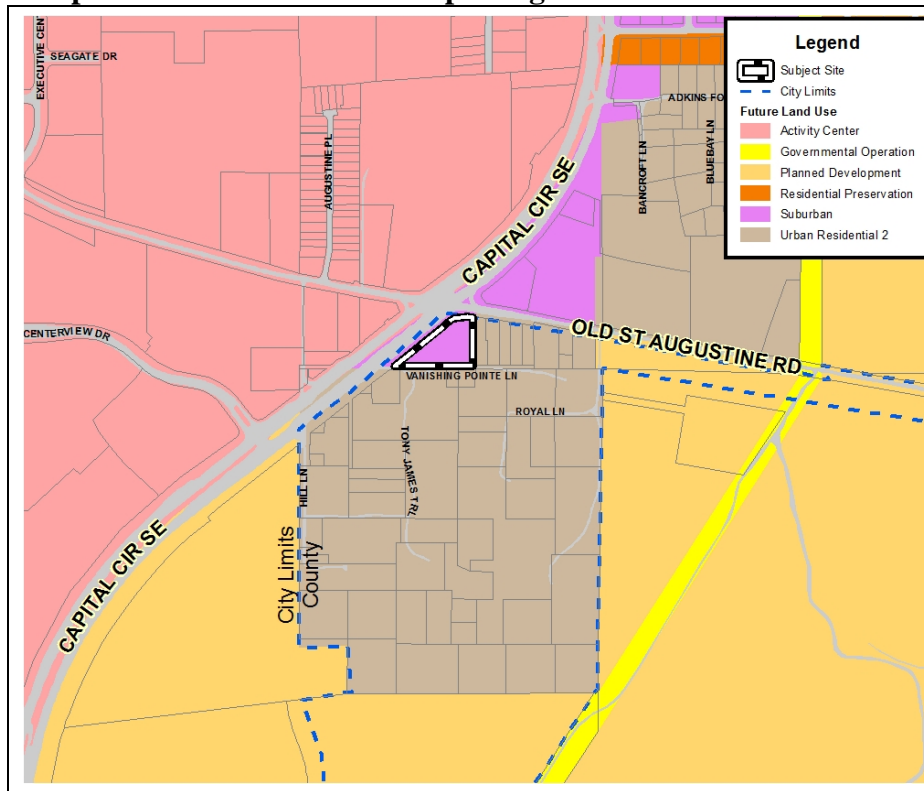 Legend
Subject Site
City Limits
Future Land Use
Activity Center
Governmental Operation
Planned Development
Residential Preservation
Suburban
Urban Residential 2
EXECUTIVE CENT
SEAGATE DR
AUGUSTINE PL
CAPITAL CIR SE
ADKINS FO
BANCROFT LN
BLUEBAY LN
CENTERVIEW DR
OLD ST AUGUSTINE RD
VANISHING POINTE LN
ROYAL LN
TONY JAMES TRL
HILL LN
City Limits
County
CAPITAL CIR SE